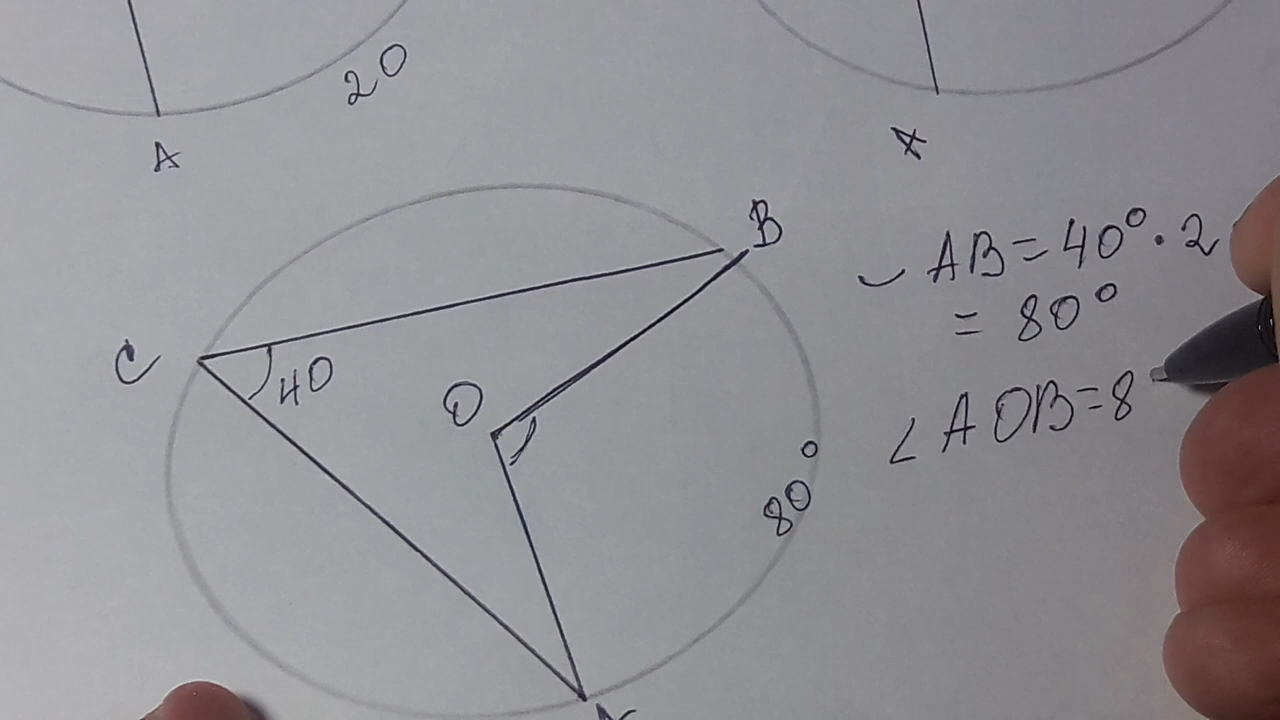 20
A
A
B
C
40
O
80°
◡ AB = 40° · 2
= 80°
∠ AOB = 8